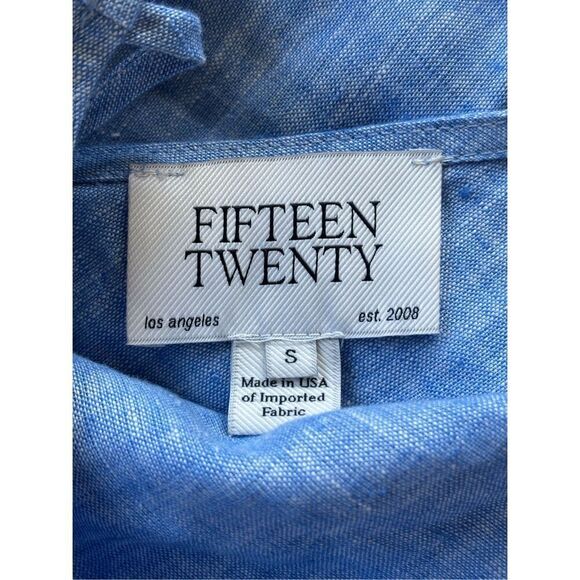 FIFTEEN
TWENTY
los angeles est. 2008
S
Made in USA
of Imported
Fabric